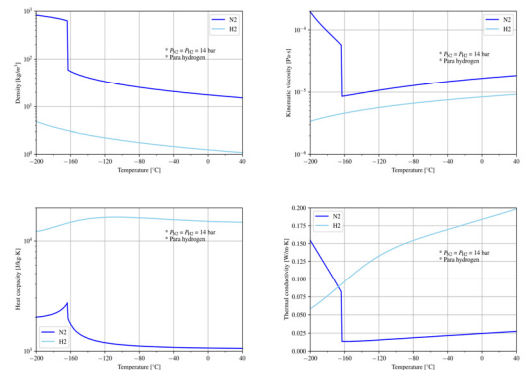 10³
10²
10¹
10⁰
Density [kg/m³]
N2
H2
* P_N2 = P_H2 = 14 bar
* Para hydrogen
−200 −160 −120 −80 −40 0 40
Temperature [°C]
10⁻⁴
10⁻⁵
10⁻⁶
Kinematic viscosity [Pa·s]
N2
H2
* P_N2 = P_H2 = 14 bar
* Para hydrogen
−200 −160 −120 −80 −40 0 40
Temperature [°C]
10⁴
10³
Heat cacpacity [J/kg·K]
* P_N2 = P_H2 = 14 bar
* Para hydrogen
N2
H2
−200 −160 −120 −80 −40 0 40
Temperature [°C]
0.200
0.175
0.150
0.125
0.100
0.075
0.050
0.025
0.000
Thermal conductivity [W/m·K]
N2
H2
* P_N2 = P_H2 = 14 bar
* Para hydrogen
−200 −160 −120 −80 −40 0 40
Temperature [°C]